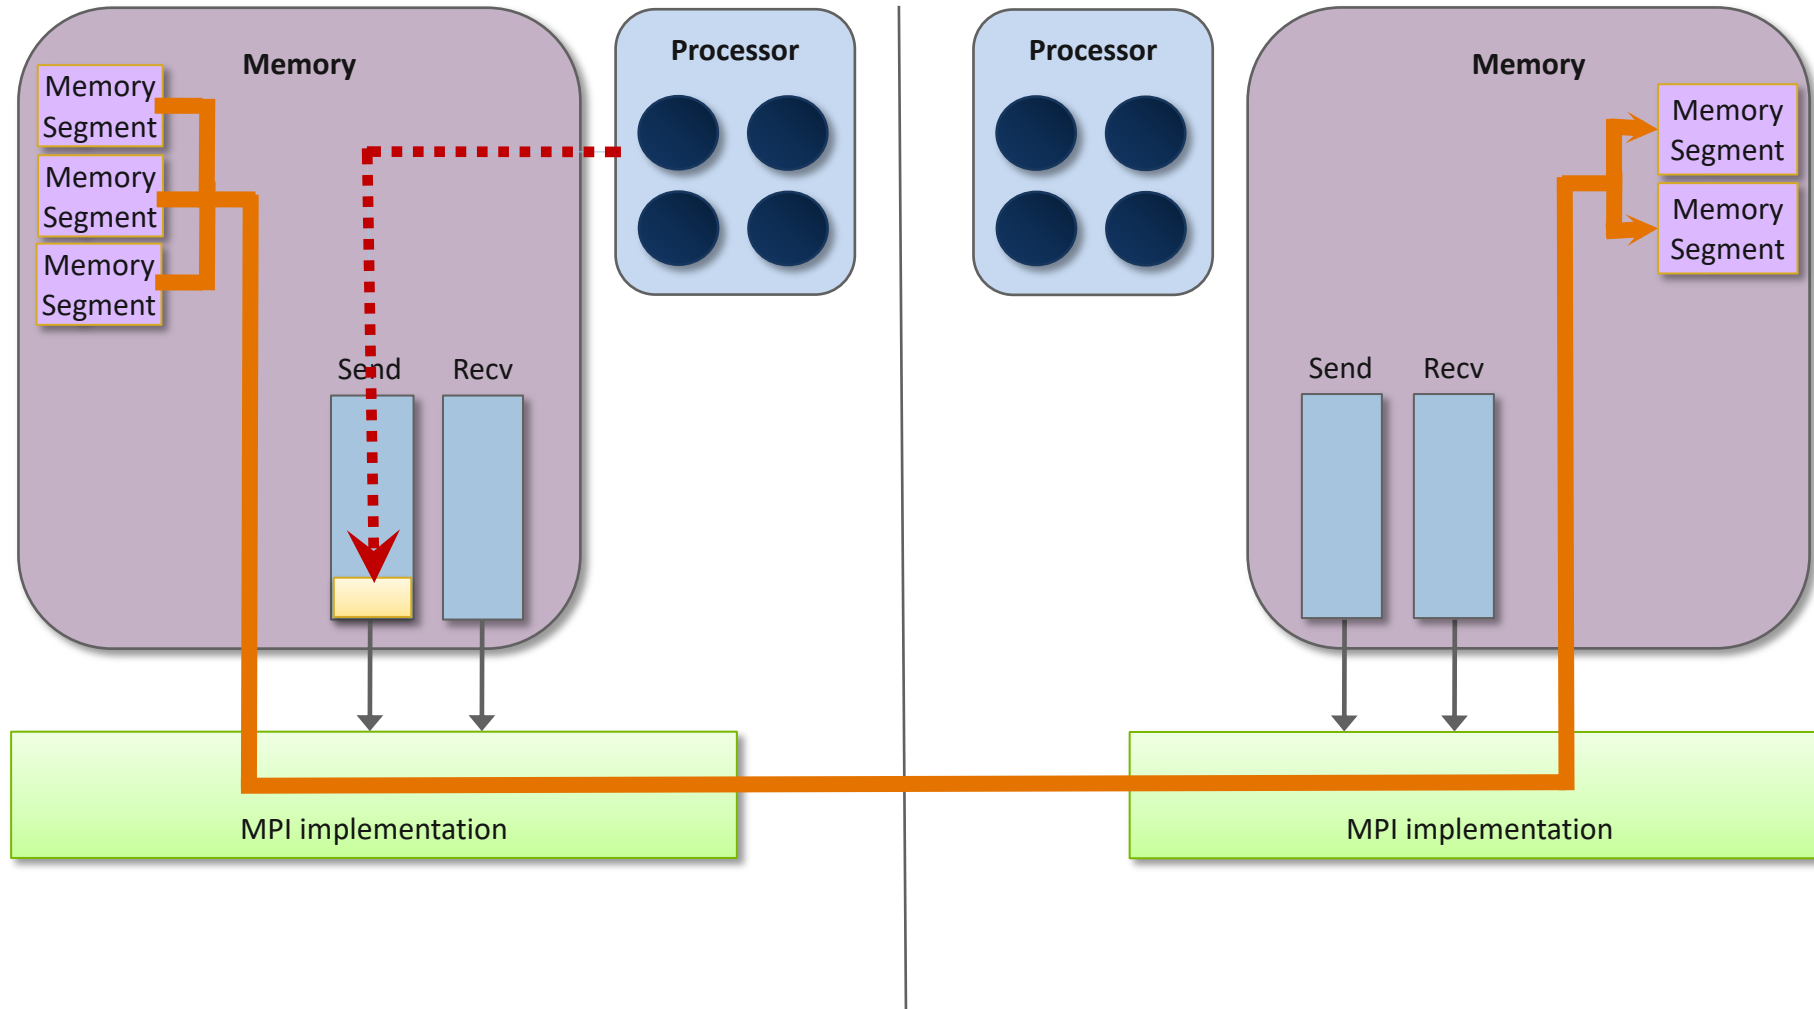 Memory
Processor
Memory
Segment
Memory
Segment
Memory
Segment
Send
Recv
MPI implementation
Processor
Memory
Memory
Segment
Memory
Segment
Send
Recv
MPI implementation